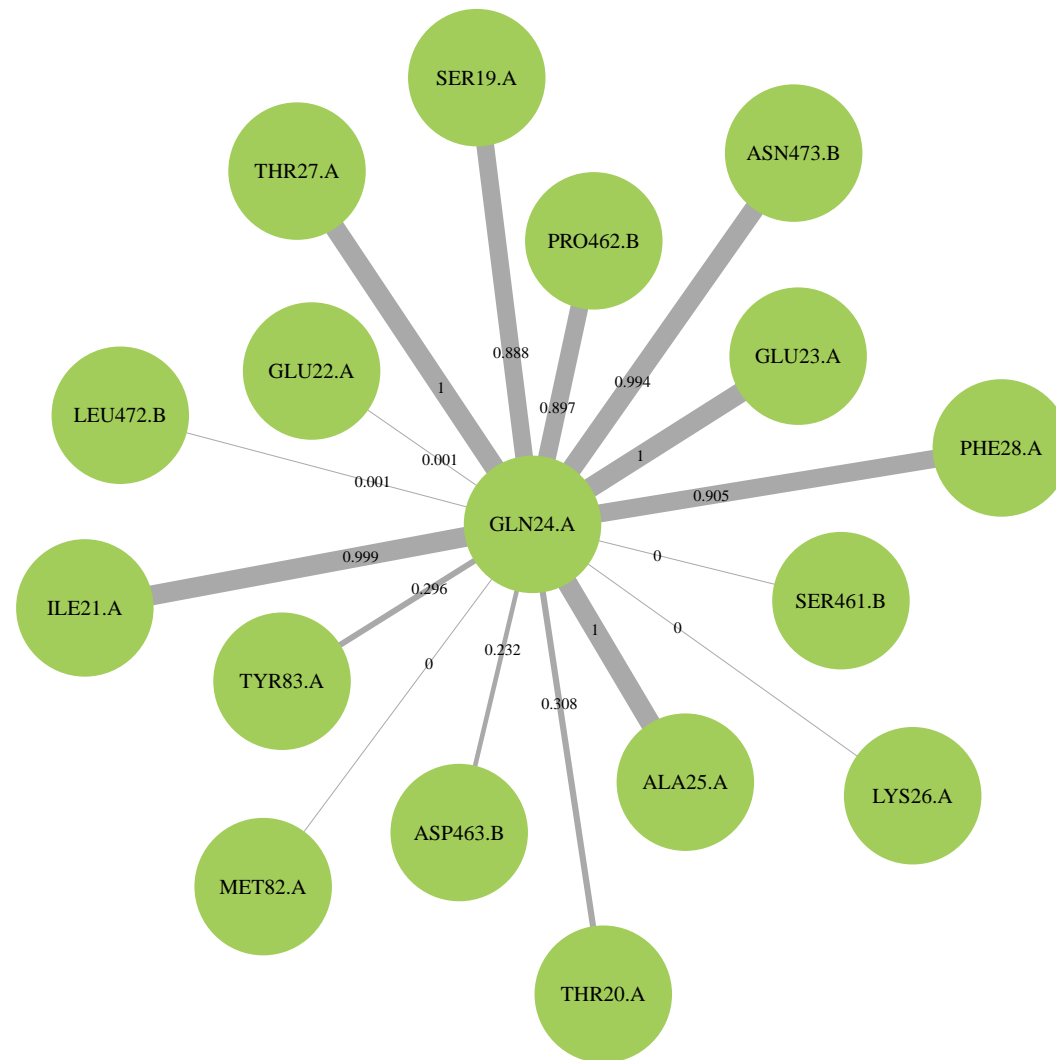 SER19.A
ASN473.B
THR27.A
PRO462.B
0.888
GLU23.A
0.994
GLU22.A
1
0.897
LEU472.B
PHE28.A
1
0.001
0.001
0.905
GLN24.A
0.999
0
0.296
SER461.B
ILE21.A
0
1
0.232
0
TYR83.A
0.308
ALA25.A
LYS26.A
ASP463.B
MET82.A
THR20.A